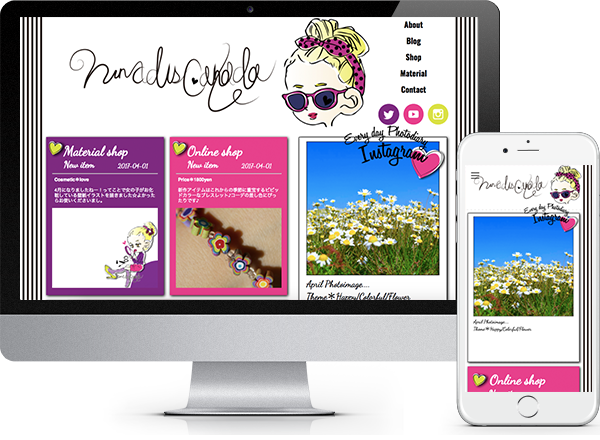 About
Blog
Shop
Material
Contact
Material shop
New item 2017-04-01
Cosmetic★love
4月になりましたねー！ってことで女の子がお化粧している最新イラストを描きました☆よかったらお使いくださいまし。
Online shop
New item 2017-04-01
Price★1800yen
新作アイテムはこれからの季節に重宝するビビッドカラーなブレスレット♪コーデの差し色にぴったりです♪
Every day Photodiary
Instagram
April Photoimage....
Theme＊Happy/Colorful/Flower
Every day Photodiary
Instagram
April Photoimage....
Theme＊Happy/Colorful/Flower
Online shop